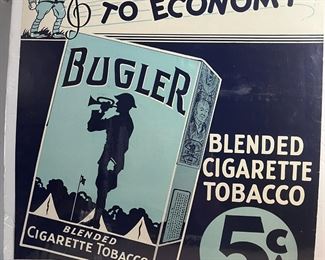 TO ECONOMY
BUGLER
BLENDED
CIGARETTE
TOBACCO
BLENDED
CIGARETTE TOBACCO
5¢